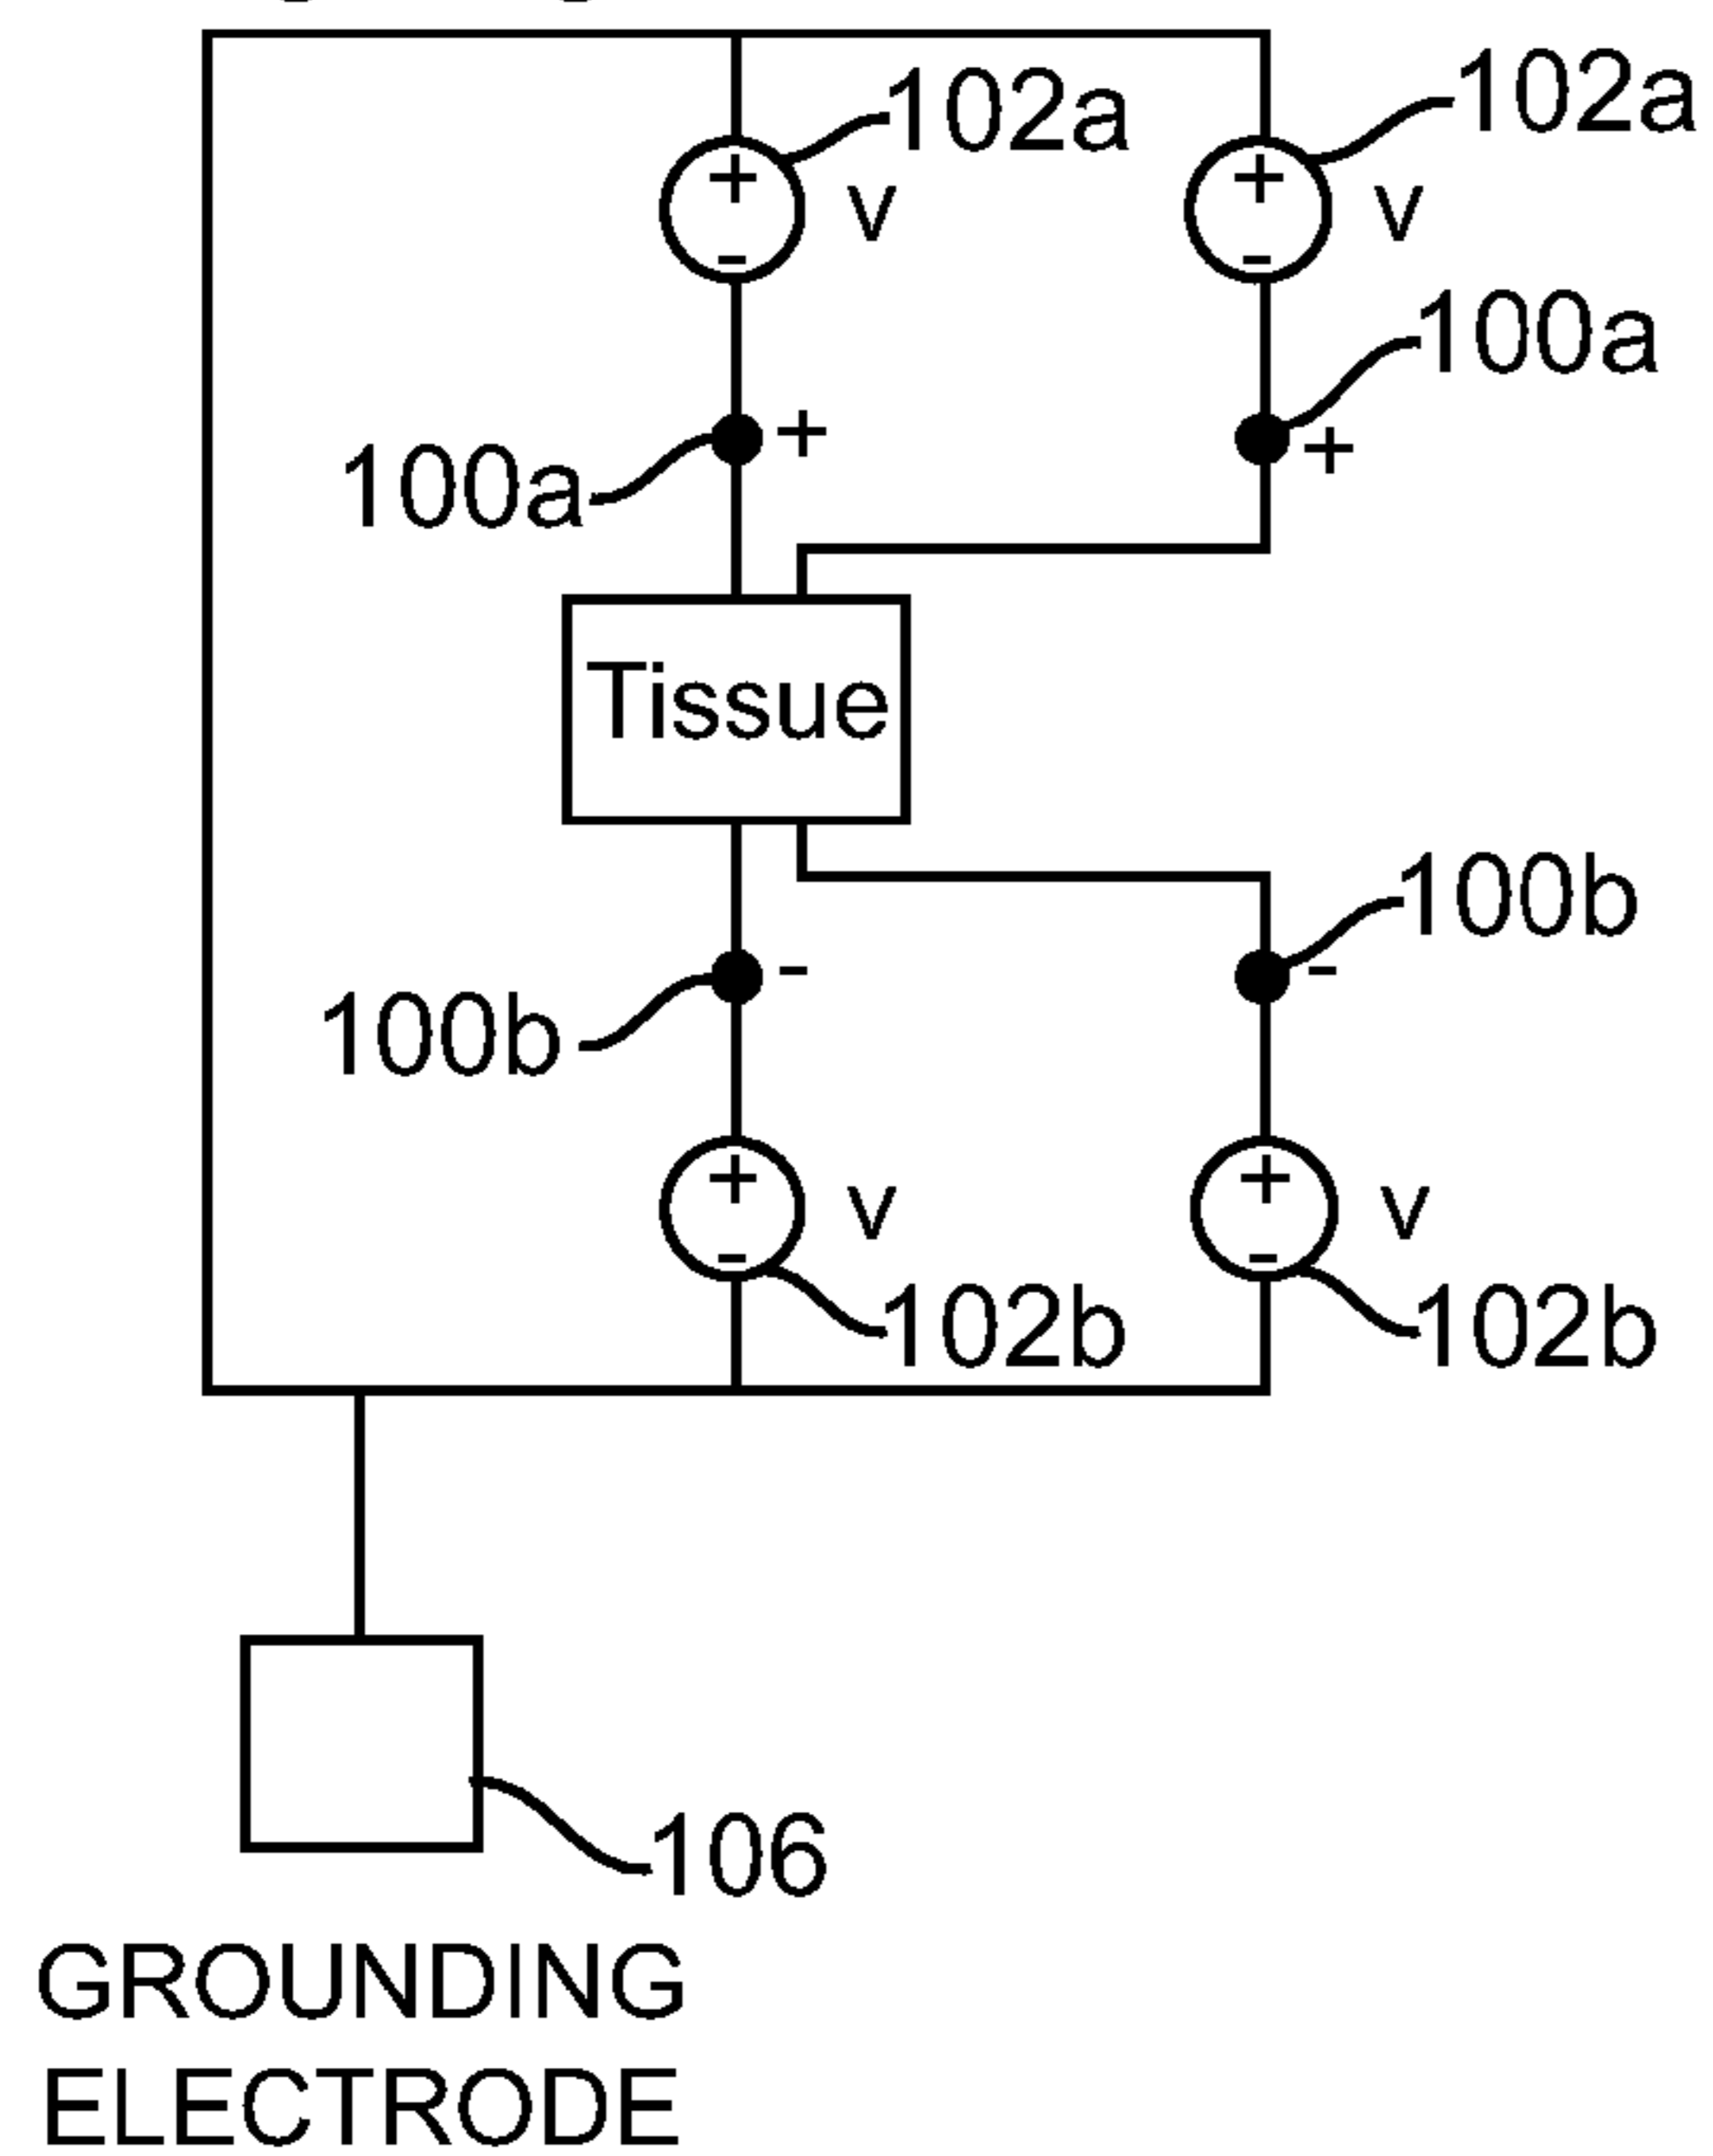 102a
102a
+
v
+
v
-
-
100a
+
+
100a
Tissue
100b
-
-
100b
+
v
+
v
-
-
102b
102b
106
GROUNDING
ELECTRODE